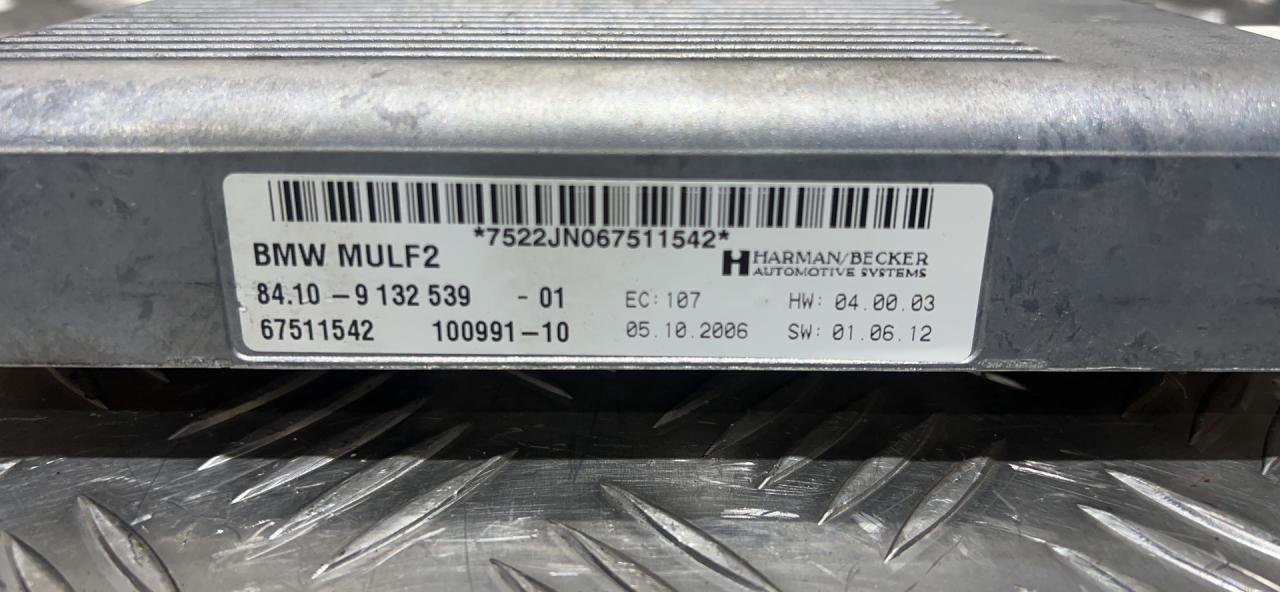 *7522JN067511542*
BMW MULF2
HARMAN/BECKER
AUTOMOTIVE SYSTEMS
84.10 - 9 132 539 - 01 EC: 107 HW: 04.00.03
67511542 100991-10 05.10.2006 SW: 01.06.12